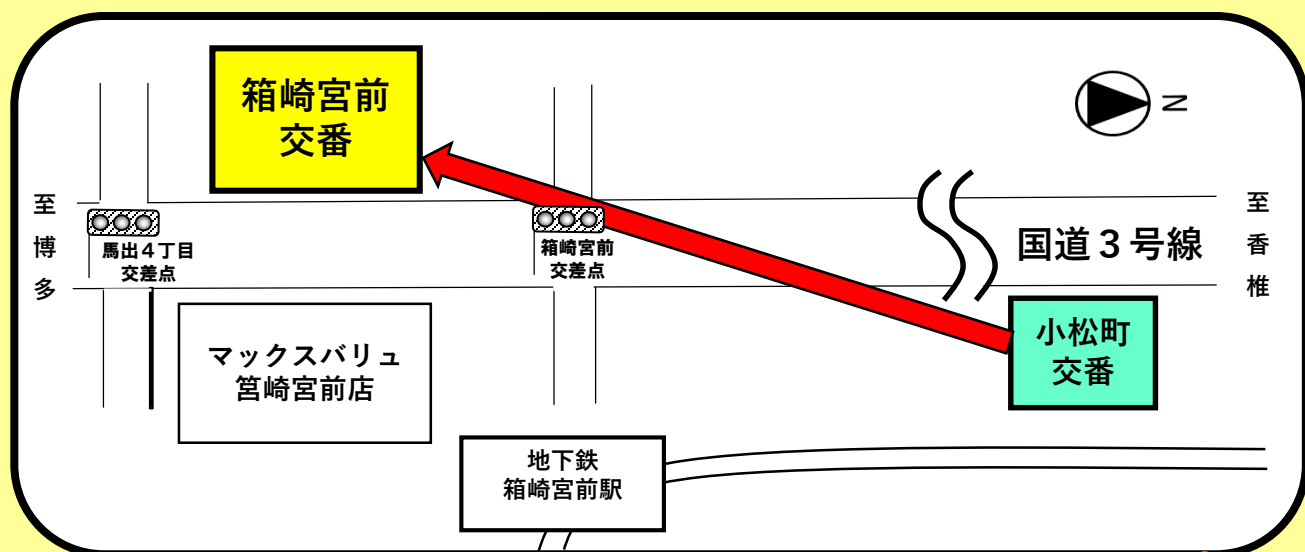 箱崎宮前
交番
N
至博多
馬出4丁目
交差点
箱崎宮前
交差点
国道3号線
至香椎
マックスバリュ
筥崎宮前店
小松町
交番
地下鉄
箱崎宮前駅